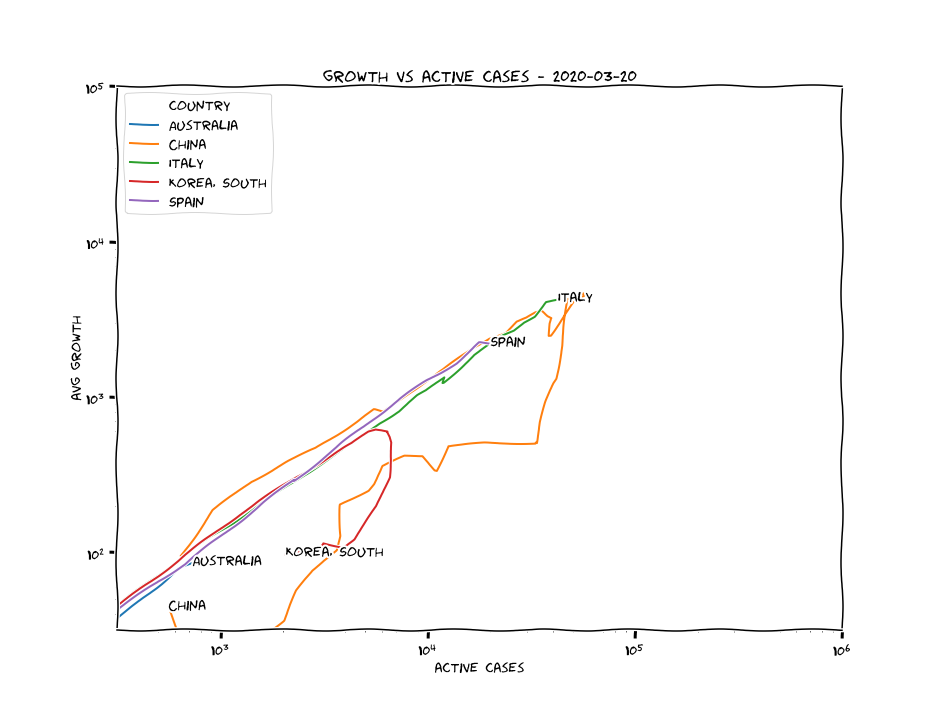 GROWTH VS ACTIVE CASES - 2020-03-20
10⁵
COUNTRY
AUSTRALIA
CHINA
ITALY
KOREA, SOUTH
SPAIN
10⁴
ITALY
SPAIN
AVG GROWTH
10³
10²
KOREA, SOUTH
AUSTRALIA
CHINA
10³
10⁴
10⁵
10⁶
ACTIVE CASES